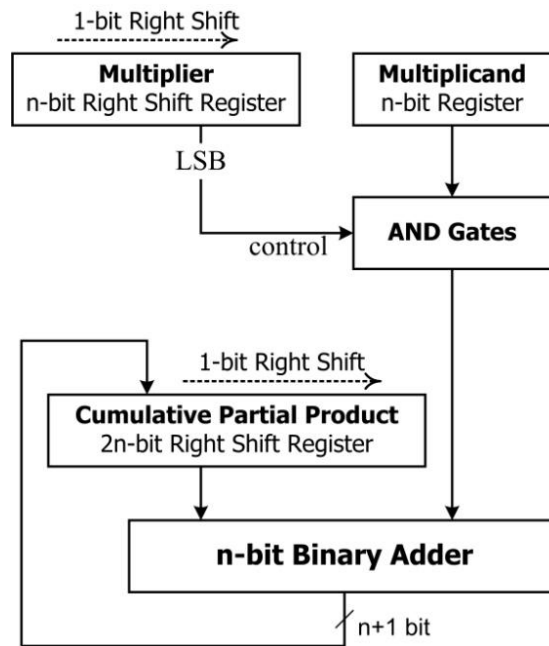 1-bit Right Shift
Multiplier
n-bit Right Shift Register
Multiplicand
n-bit Register
LSB
control
AND Gates
1-bit Right Shift
Cumulative Partial Product
2n-bit Right Shift Register
n-bit Binary Adder
n+1 bit